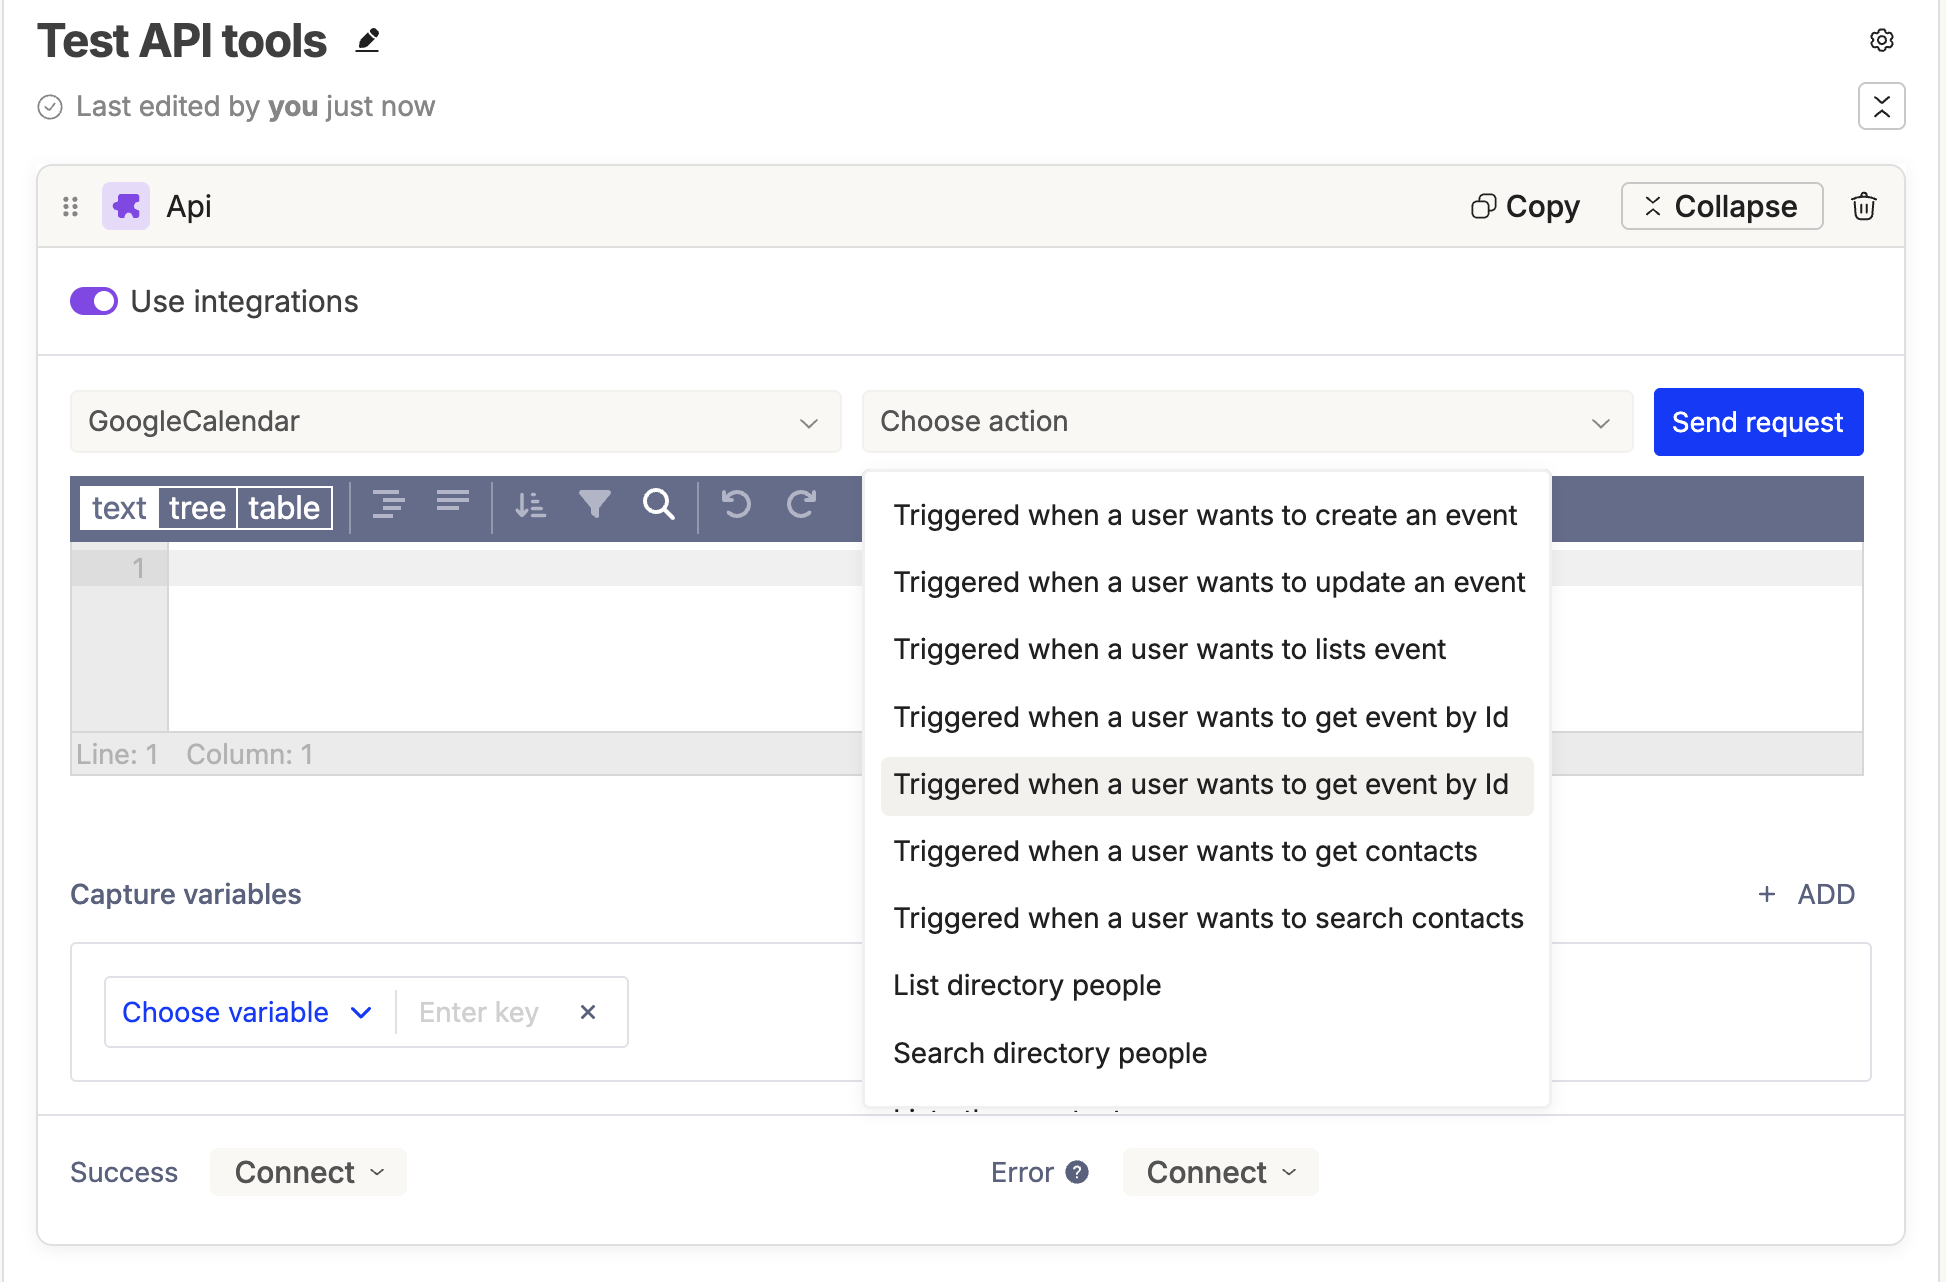 Test API tools
Last edited by you just now
Api
Copy
Collapse
Use integrations
GoogleCalendar
Choose action
Send request
text tree table
1
Line: 1 Column: 1
Triggered when a user wants to create an event
Triggered when a user wants to update an event
Triggered when a user wants to lists event
Triggered when a user wants to get event by Id
Triggered when a user wants to get event by Id
Triggered when a user wants to get contacts
Triggered when a user wants to search contacts
List directory people
Search directory people
Capture variables
+ ADD
Choose variable
Enter key
Success
Connect
Error ?
Connect